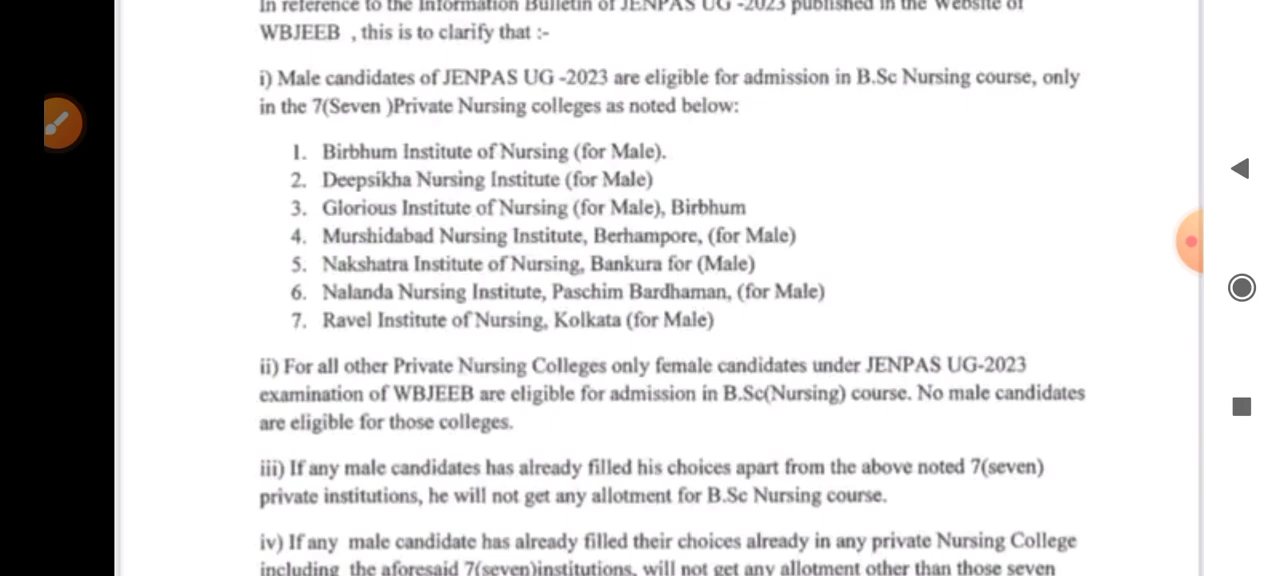 In reference to the Information Bulletin of JENPAS UG -2023 published in the Website of
WBJEEB , this is to clarify that :-
i) Male candidates of JENPAS UG -2023 are eligible for admission in B.Sc Nursing course, only
in the 7(Seven )Private Nursing colleges as noted below:
1. Birbhum Institute of Nursing (for Male).
2. Deepsikha Nursing Institute (for Male)
3. Glorious Institute of Nursing (for Male), Birbhum
4. Murshidabad Nursing Institute, Berhampore, (for Male)
5. Nakshatra Institute of Nursing, Bankura for (Male)
6. Nalanda Nursing Institute, Paschim Bardhaman, (for Male)
7. Ravel Institute of Nursing, Kolkata (for Male)
ii) For all other Private Nursing Colleges only female candidates under JENPAS UG-2023
examination of WBJEEB are eligible for admission in B.Sc(Nursing) course. No male candidates
are eligible for those colleges.
iii) If any male candidates has already filled his choices apart from the above noted 7(seven)
private institutions, he will not get any allotment for B.Sc Nursing course.
iv) If any male candidate has already filled their choices already in any private Nursing College
including the aforesaid 7(seven)institutions, will not get any allotment other than those seven